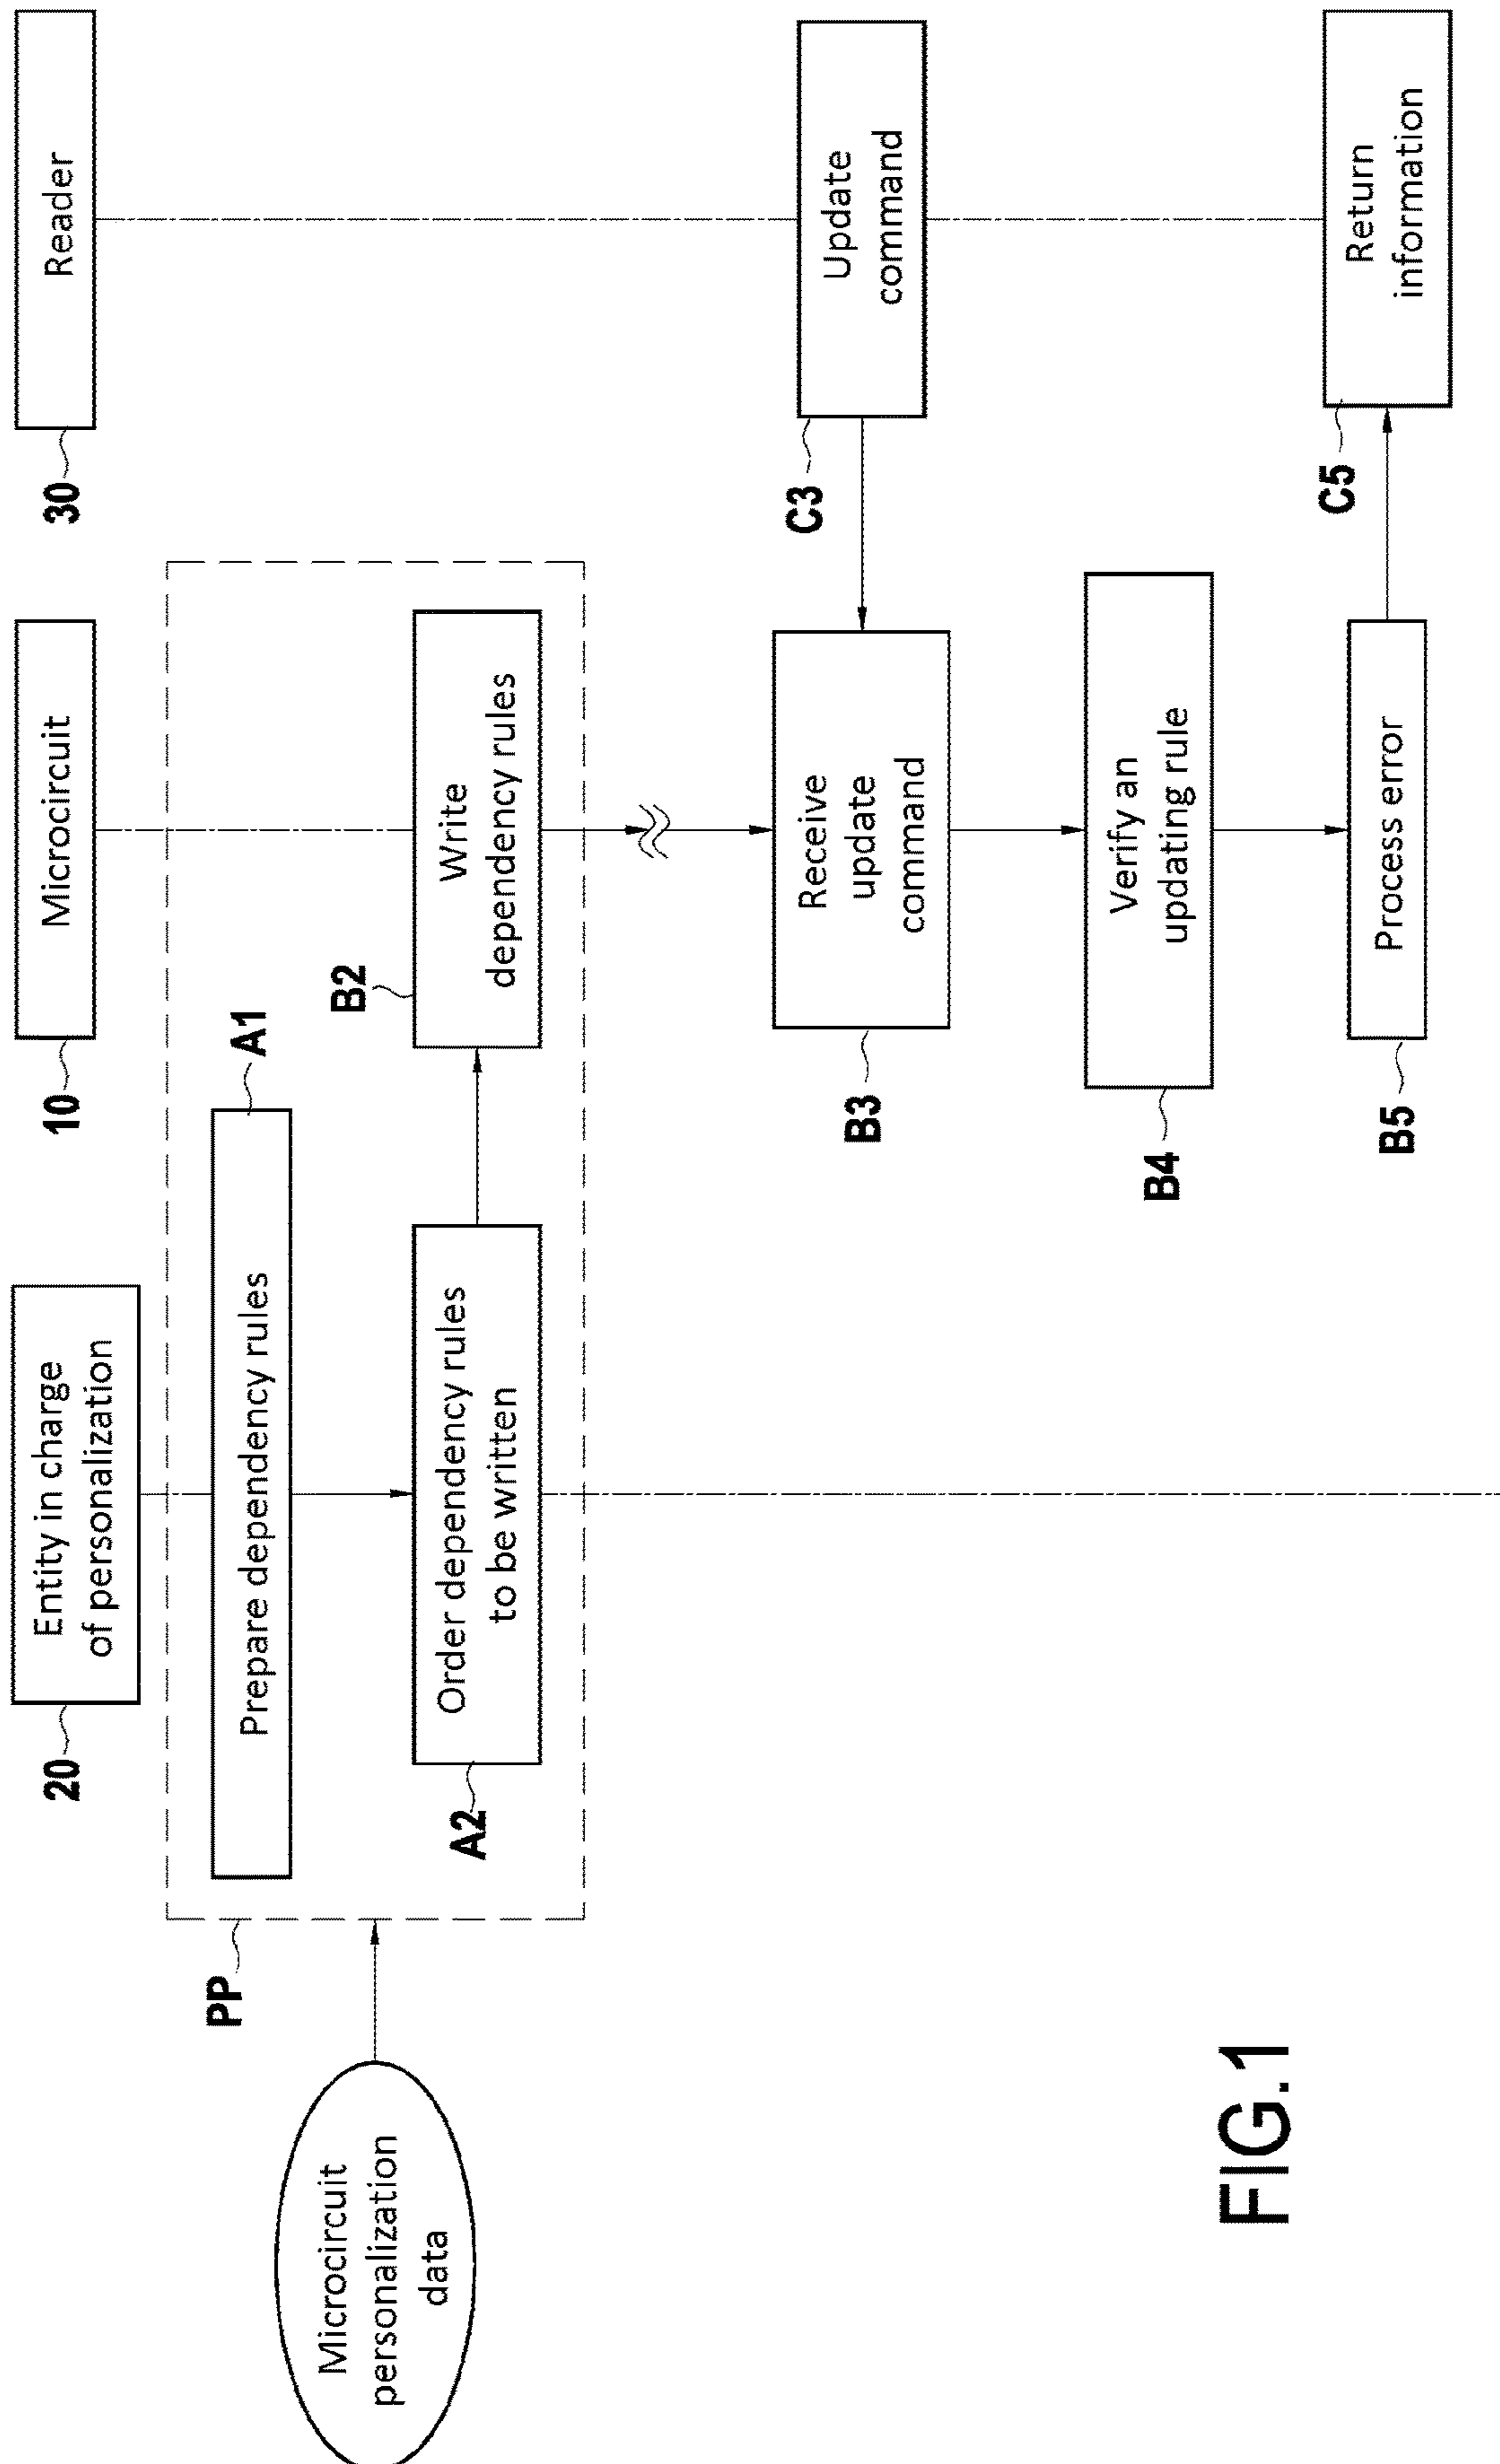 Entity in charge
of personalization
20
Microcircuit
10
Reader
30
Microcircuit
personalization
data
PP
Prepare dependency rules
A1
Order dependency rules
to be written
A2
Write
dependency rules
B2
Update
command
C3
Receive
update
command
B3
Verify an
updating rule
B4
Process error
B5
Return
information
C5
FIG.1